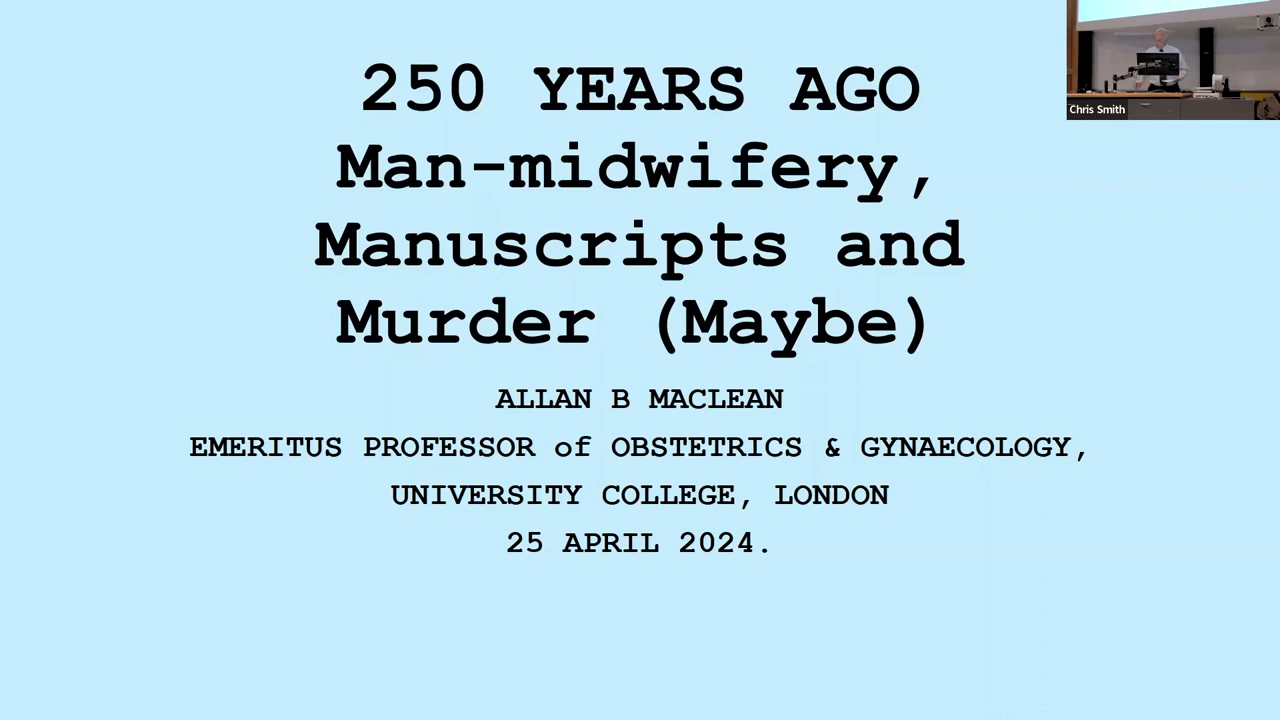 250 YEARS AGO
Man-midwifery,
Manuscripts and
Murder (Maybe)
ALLAN B MACLEAN
EMERITUS PROFESSOR of OBSTETRICS & GYNAECOLOGY,
UNIVERSITY COLLEGE, LONDON
25 APRIL 2024.
Chris Smith